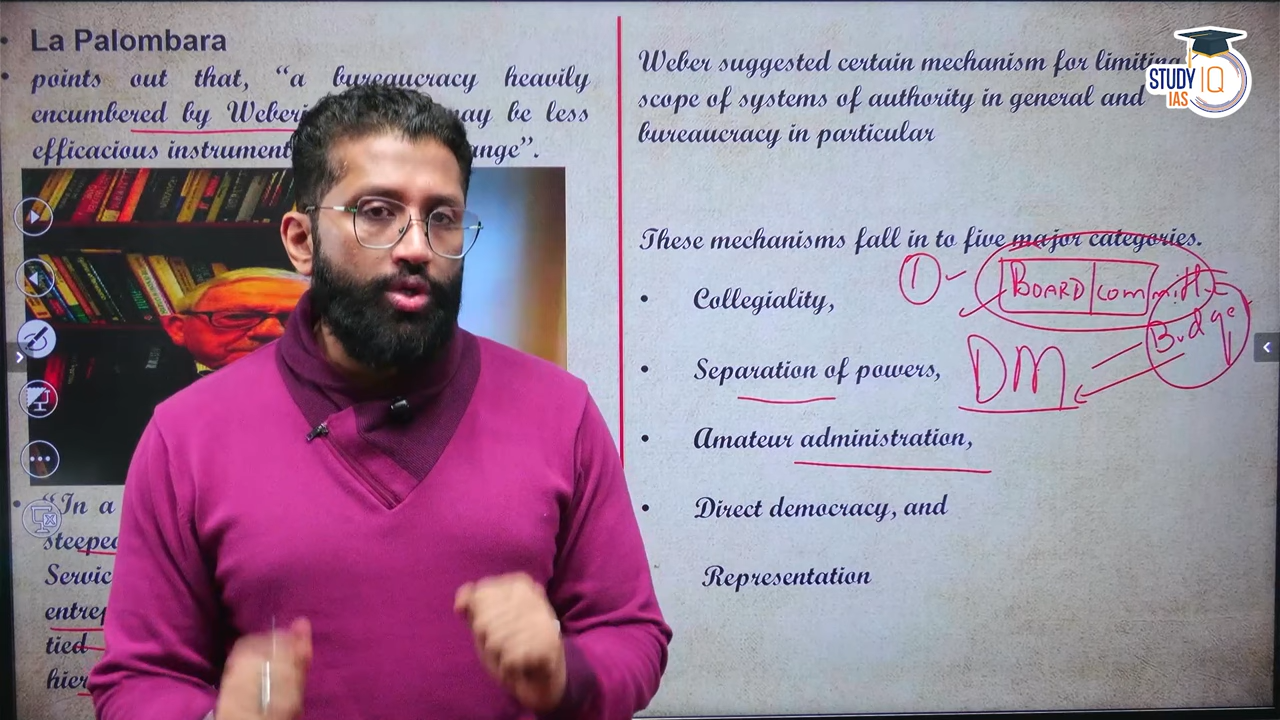 La Palombara
points out that, “a bureaucracy heavily
encumbered by Weberi may be less
efficacious instrument ange”.
“In a
steeped
Servic
entrep
tied
hier
Weber suggested certain mechanism for limiting
scope of systems of authority in general and
bureaucracy in particular
These mechanisms fall in to five major categories.
Collegiality,
Separation of powers,
Amateur administration,
Direct democracy, and
Representation
1
BOARD
DM
STUDY IQ
IAS